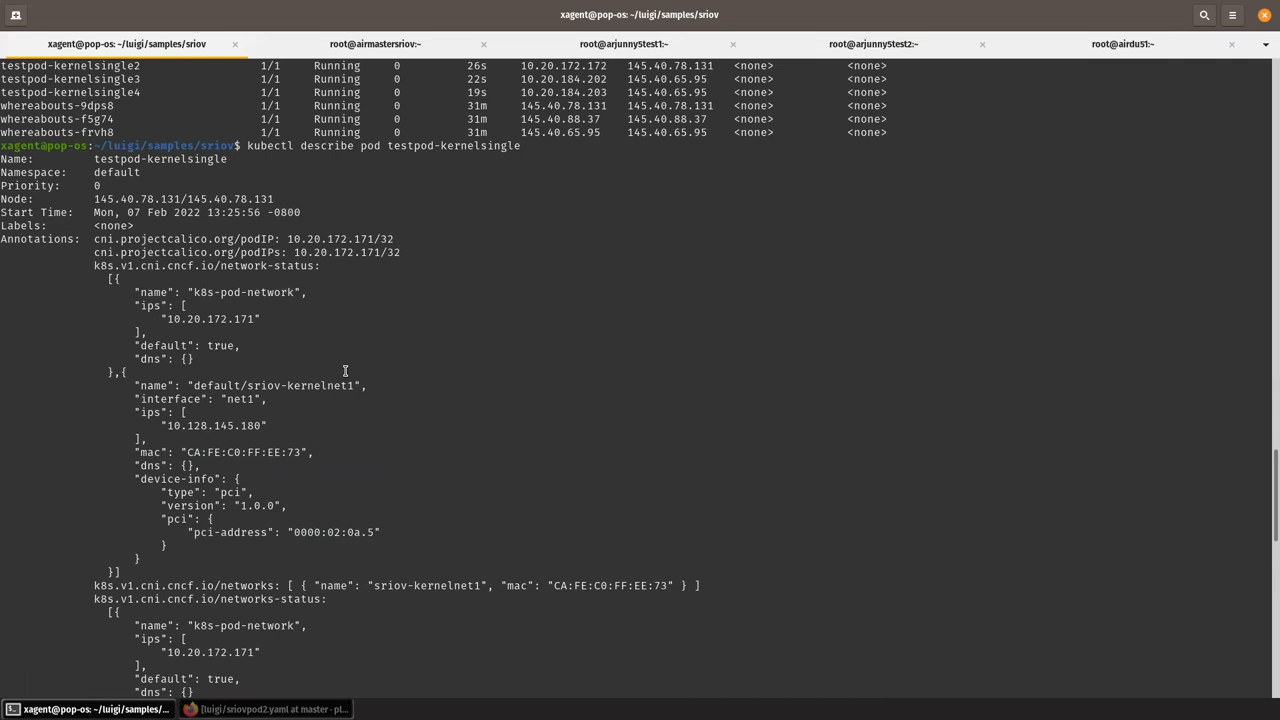 xagent@pop-os: ~/luigi/samples/sriov
xagent@pop-os: ~/luigi/samples/sriov × root@airmastersriov:~ × root@arjunny5test1:~ × root@arjunny5test2:~ × root@airdu51:~ ×
testpod-kernelsingle2 1/1 Running 0 26s 10.20.172.172 145.40.78.131 <none> <none>
testpod-kernelsingle3 1/1 Running 0 22s 10.20.184.202 145.40.65.95 <none> <none>
testpod-kernelsingle4 1/1 Running 0 19s 10.20.184.203 145.40.65.95 <none> <none>
whereabouts-9dps8 1/1 Running 0 31m 145.40.78.131 145.40.78.131 <none> <none>
whereabouts-f5g74 1/1 Running 0 31m 145.40.88.37 145.40.88.37 <none> <none>
whereabouts-frvh8 1/1 Running 0 31m 145.40.65.95 145.40.65.95 <none> <none>
xagent@pop-os:~/luigi/samples/sriov$ kubectl describe pod testpod-kernelsingle
Name: testpod-kernelsingle
Namespace: default
Priority: 0
Node: 145.40.78.131/145.40.78.131
Start Time: Mon, 07 Feb 2022 13:25:56 -0800
Labels: <none>
Annotations: cni.projectcalico.org/podIP: 10.20.172.171/32
cni.projectcalico.org/podIPs: 10.20.172.171/32
k8s.v1.cni.cncf.io/network-status:
[{
"name": "k8s-pod-network",
"ips": [
"10.20.172.171"
],
"default": true,
"dns": {}
},{
"name": "default/sriov-kernelnet1",
"interface": "net1",
"ips": [
"10.128.145.180"
],
"mac": "CA:FE:C0:FF:EE:73",
"dns": {},
"device-info": {
"type": "pci",
"version": "1.0.0",
"pci": {
"pci-address": "0000:02:0a.5"
}
}
}]
k8s.v1.cni.cncf.io/networks: [ { "name": "sriov-kernelnet1", "mac": "CA:FE:C0:FF:EE:73" } ]
k8s.v1.cni.cncf.io/networks-status:
[{
"name": "k8s-pod-network",
"ips": [
"10.20.172.171"
],
"default": true,
"dns": {}
xagent@pop-os: ~/luigi/samples/... [luigi/sriovpod2.yaml at master · pl...